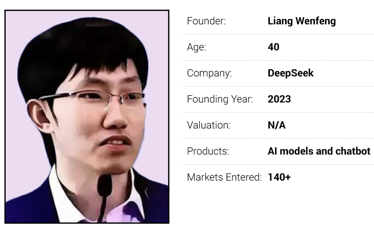 Founder: Liang Wenfeng
Age: 40
Company: DeepSeek
Founding Year: 2023
Valuation: N/A
Products: AI models and chatbot
Markets Entered: 140+